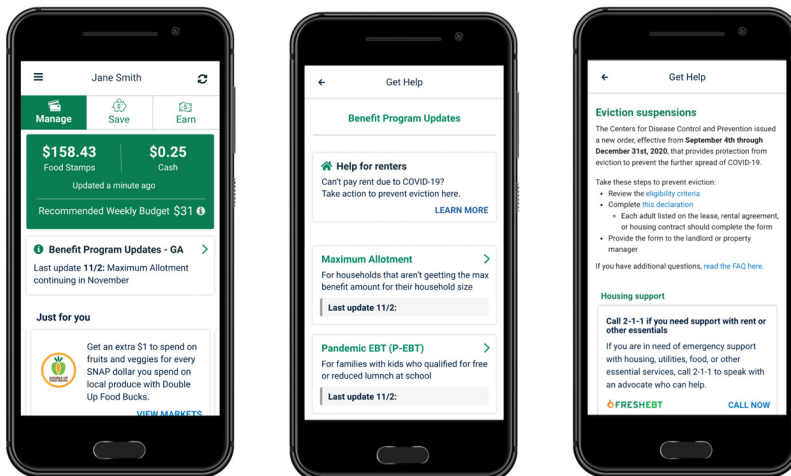 Jane Smith
Manage
Save
Earn
$158.43
Food Stamps
$0.25
Cash
Updated a minute ago
Recommended Weekly Budget $31
Benefit Program Updates - GA
Last update 11/2: Maximum Allotment
continuing in November
Just for you
DOUBLE UP
FOOD BUCKS
Get an extra $1 to spend on
fruits and veggies for every
SNAP dollar you spend on
local produce with Double
Up Food Bucks.
VIEW MARKETS
Get Help
Benefit Program Updates
Help for renters
Can't pay rent due to COVID-19?
Take action to prevent eviction here.
LEARN MORE
Maximum Allotment
For households that aren't geetting the max
benefit amount for their household size
Last update 11/2:
Pandemic EBT (P-EBT)
For families with kids who qualified for free
or reduced lumnch at school
Last update 11/2:
Get Help
Eviction suspensions
The Centers for Disease Control and Prevention issued
a new order, effective from September 4th through
December 31st, 2020, that provides protection from
eviction to prevent the further spread of COVID-19.
Take these steps to prevent eviction:
• Review the eligibility criteria
• Complete this declaration
Each adult listed on the lease, rental agreement,
or housing contract should complete the form
• Provide the form to the landlord or property
manager
If you have additional questions, read the FAQ here.
Housing support
Call 2-1-1 if you need support with rent or
other essentials
If you are in need of emergency support
with housing, utilities, food, or other
essential services, call 2-1-1 to speak with
an advocate who can help.
FRESHEBT
CALL NOW